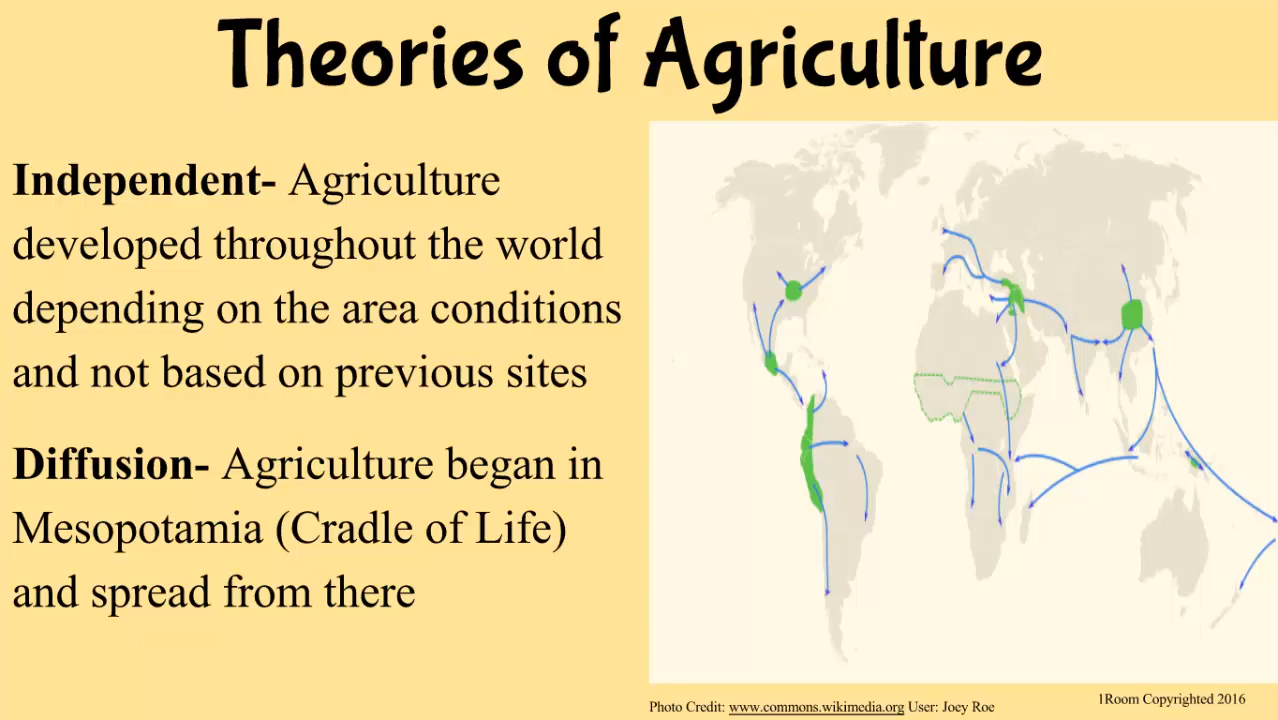 Theories of Agriculture
Independent- Agriculture
developed throughout the world
depending on the area conditions
and not based on previous sites
Diffusion- Agriculture began in
Mesopotamia (Cradle of Life)
and spread from there
Photo Credit: www.commons.wikimedia.org User: Joey Roe
1Room Copyrighted 2016